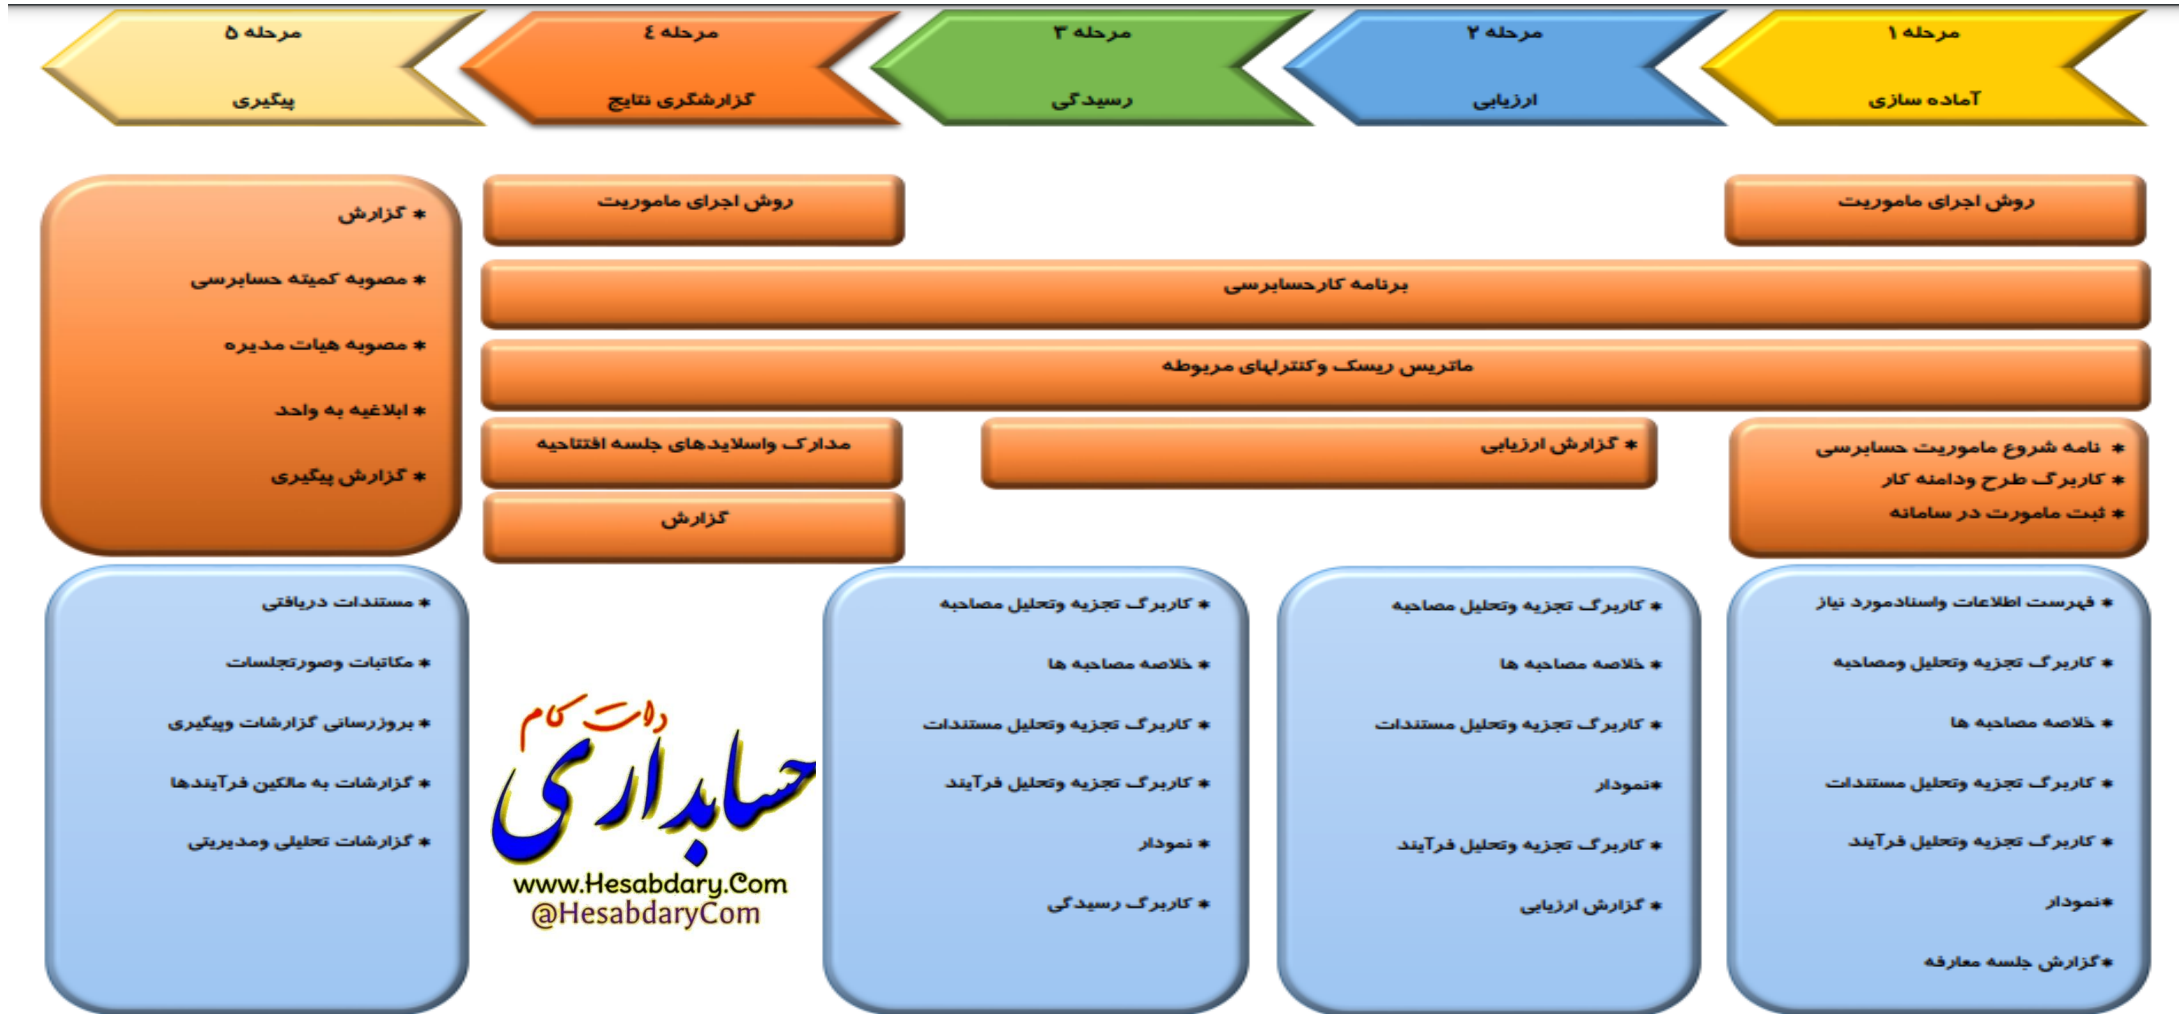 مرحله ۱
آماده سازی
مرحله ۲
ارزیابی
مرحله ۳
رسیدگی
مرحله ٤
گزارشگری نتایج
مرحله ۵
پیگیری
روش اجرای ماموریت
روش اجرای ماموریت
برنامه کارحسابرسی
ماتریس ریسک وکنترلهای مربوطه
* نامه شروع ماموریت حسابرسی
* کاربرگ طرح ودامنه کار
* ثبت مامورت در سامانه
* گزارش ارزیابی
مدارک واسلایدهای جلسه افتتاحیه
گزارش
* گزارش
* مصوبه کمیته حسابرسی
* مصوبه هیات مدیره
* ابلاغیه به واحد
* گزارش پیگیری
* فهرست اطلاعات واسنادمورد نیاز
* کاربرگ تجزیه وتحلیل ومصاحبه
* خلاصه مصاحبه ها
* کاربرگ تجزیه وتحلیل مستندات
* کاربرگ تجزیه وتحلیل فرآیند
*نمودار
*گزارش جلسه معارفه
* کاربرگ تجزیه وتحلیل مصاحبه
* خلاصه مصاحبه ها
* کاربرگ تجزیه وتحلیل مستندات
*نمودار
* کاربرگ تجزیه وتحلیل فرآیند
* گزارش ارزیابی
* کاربرگ تجزیه وتحلیل مصاحبه
* خلاصه مصاحبه ها
* کاربرگ تجزیه وتحلیل مستندات
* کاربرگ تجزیه وتحلیل فرآیند
* نمودار
* کاربرگ رسیدگی
* مستندات دریافتی
* مکاتبات وصورتجلسات
* بروزرسانی گزارشات وپیگیری
* گزارشات به مالکین فرآیندها
* گزارشات تحلیلی ومدیریتی
دات کام
حسابداری
www.Hesabdary.Com
@HesabdaryCom